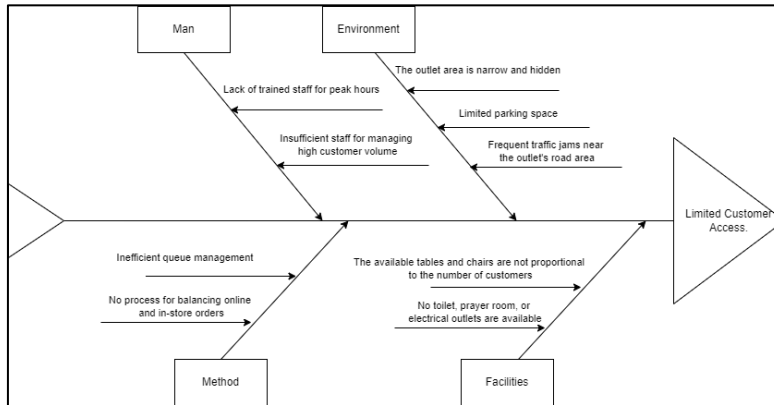 Man
Environment
The outlet area is narrow and hidden
Lack of trained staff for peak hours
Limited parking space
Insufficient staff for managing
high customer volume
Frequent traffic jams near
the outlet's road area
Limited Customer
Access.
Inefficient queue management
The available tables and chairs are not proportional
to the number of customers
No process for balancing online
and in-store orders
No toilet, prayer room, or
electrical outlets are available
Method
Facilities